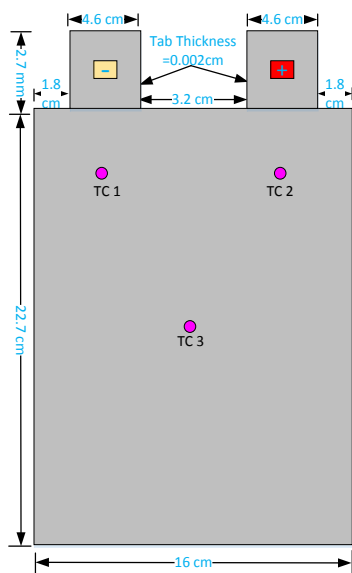 4.6 cm
4.6 cm
Tab Thickness
=0.002cm
2.7 mm
-
+
1.8
cm
3.2 cm
1.8
cm
TC 1
TC 2
22.7 cm
TC 3
16 cm